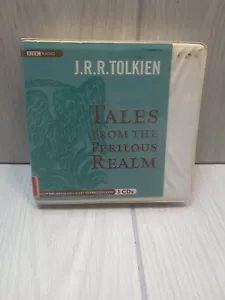 BBC RADIO
J.R.R.TOLKIEN
TALES
FROM THE
PERILOUS
REALM
3 CDs